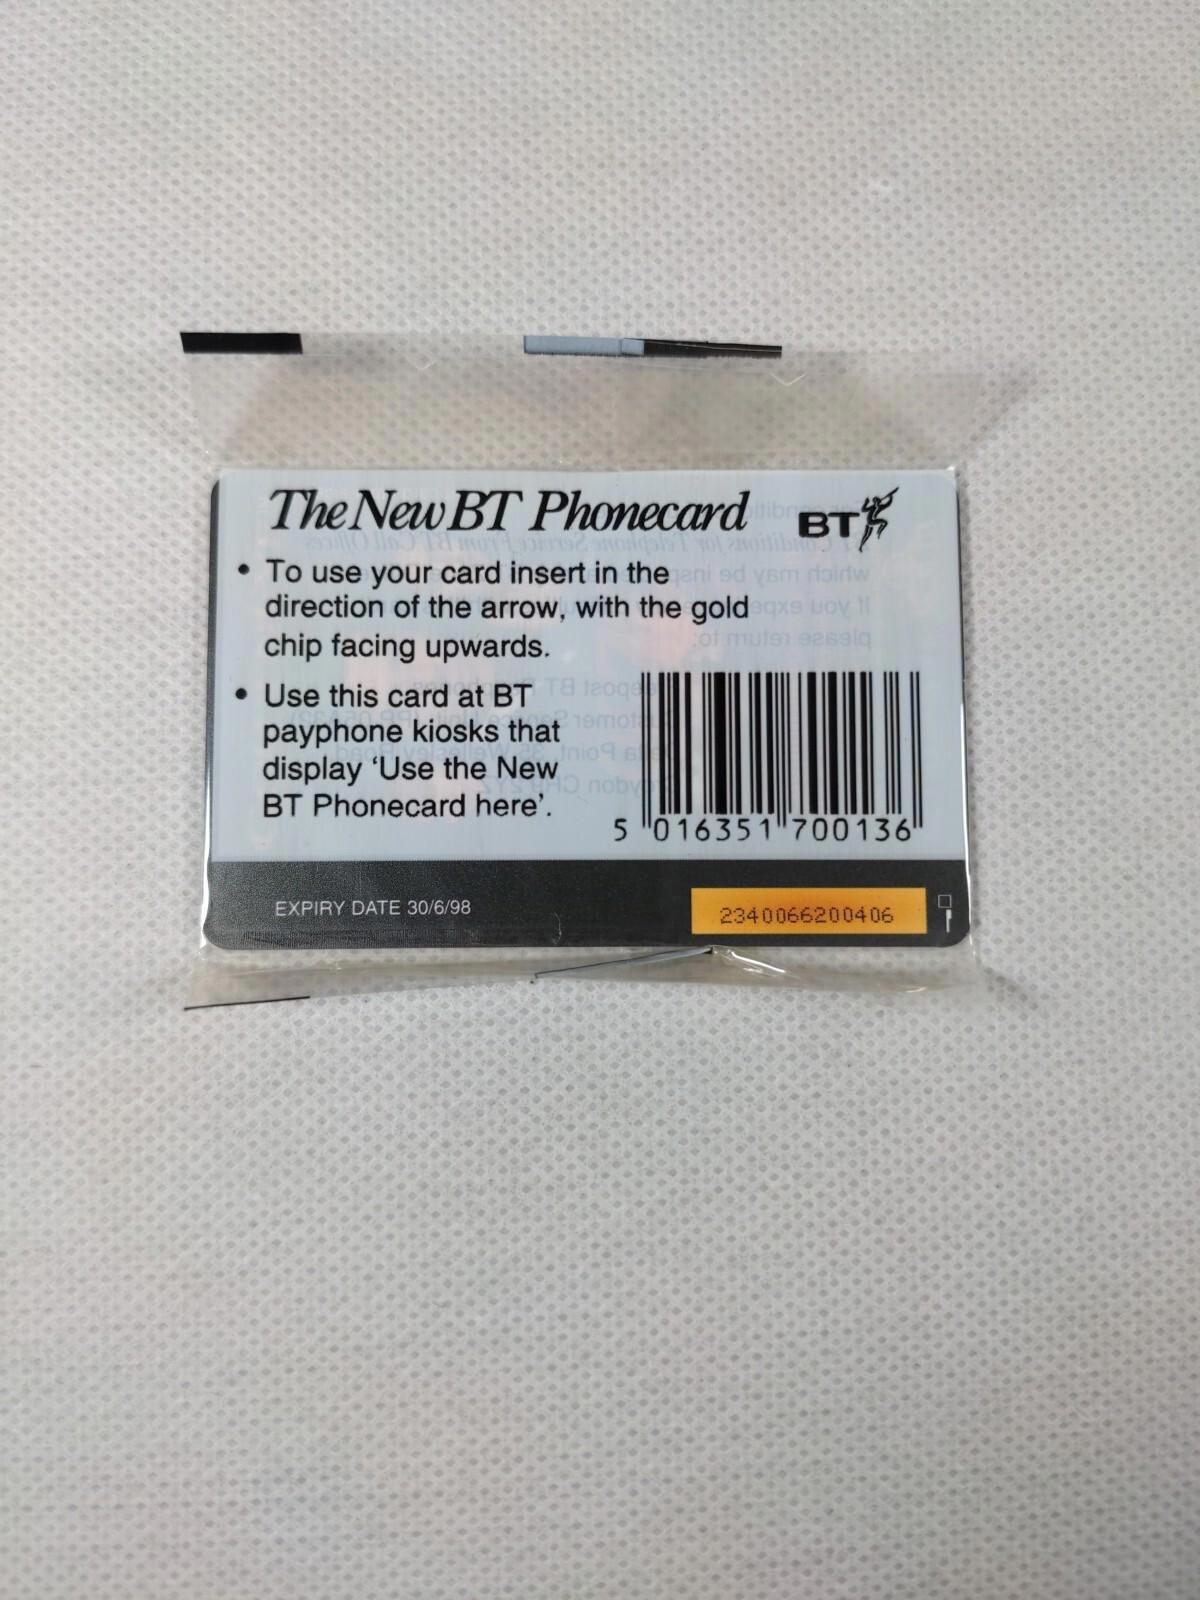 The New BT Phonecard
BT
• To use your card insert in the
direction of the arrow, with the gold
chip facing upwards.
• Use this card at BT
payphone kiosks that
display ‘Use the New
BT Phonecard here’.
5 016351 700136
EXPIRY DATE 30/6/98
2340066200406